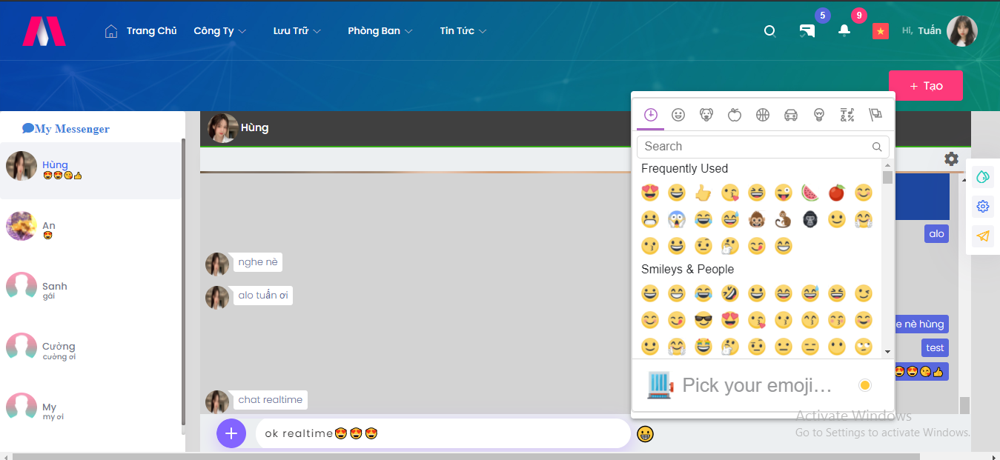 5
9
Trang Chủ
Công Ty
Lưu Trữ
Phòng Ban
Tin Tức
Hi, Tuấn
+ Tạo
My Messenger
Hùng
😍😍😘👍
An
😍
Sanh
gái
Cường
cường ơi
My
my ơi
Hùng
alo
nghe nè
alo tuấn ơi
e nè hùng
test
😍😍😘👍
chat realtime
ok realtime😍😍😍
Search
Frequently Used
Smileys & People
Pick your emoji…
Activate Windows
Go to Settings to activate Windows.